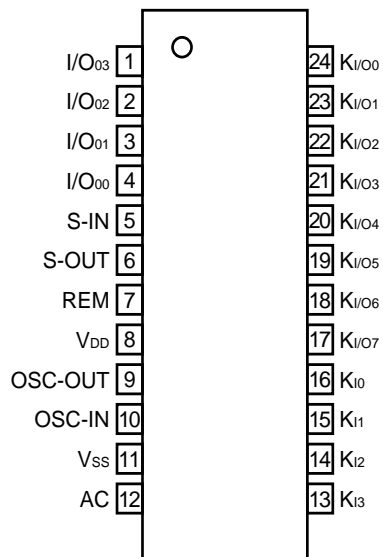 I/O03 1 24 KI/O0
I/O02 2 23 KI/O1
I/O01 3 22 KI/O2
I/O00 4 21 KI/O3
S-IN 5 20 KI/O4
S-OUT 6 19 KI/O5
REM 7 18 KI/O6
VDD 8 17 KI/O7
OSC-OUT 9 16 KI0
OSC-IN 10 15 KI1
VSS 11 14 KI2
AC 12 13 KI3